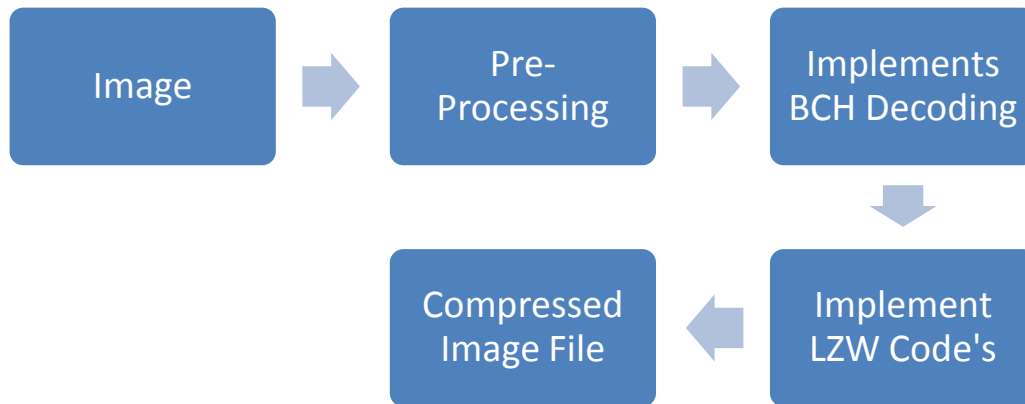 Image
Pre-
Processing
Implements
BCH Decoding
Implement
LZW Code's
Compressed
Image File